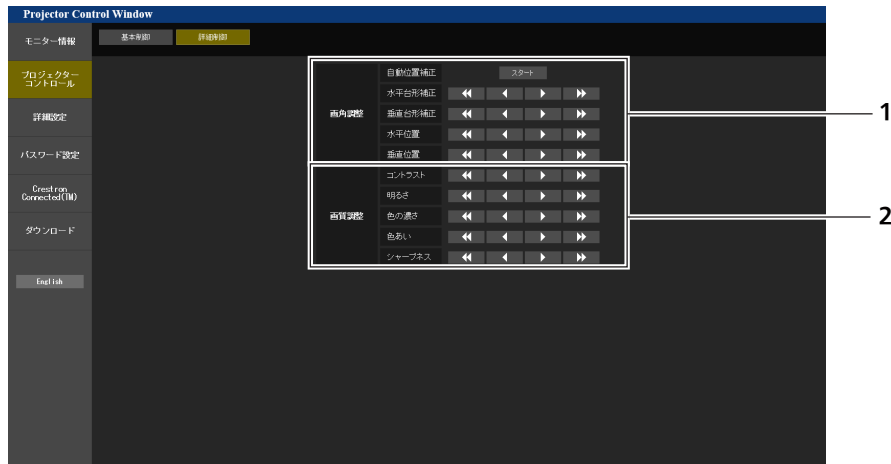 Projector Control Window
モニター情報
基本制御
詳細制御
プロジェクター
コントロール
詳細設定
パスワード設定
Crestron
Connected(TM)
ダウンロード
English
画角調整
自動位置補正
スタート
水平台形補正
垂直台形補正
水平位置
垂直位置
画質調整
コントラスト
明るさ
色の濃さ
色あい
シャープネス
1
2